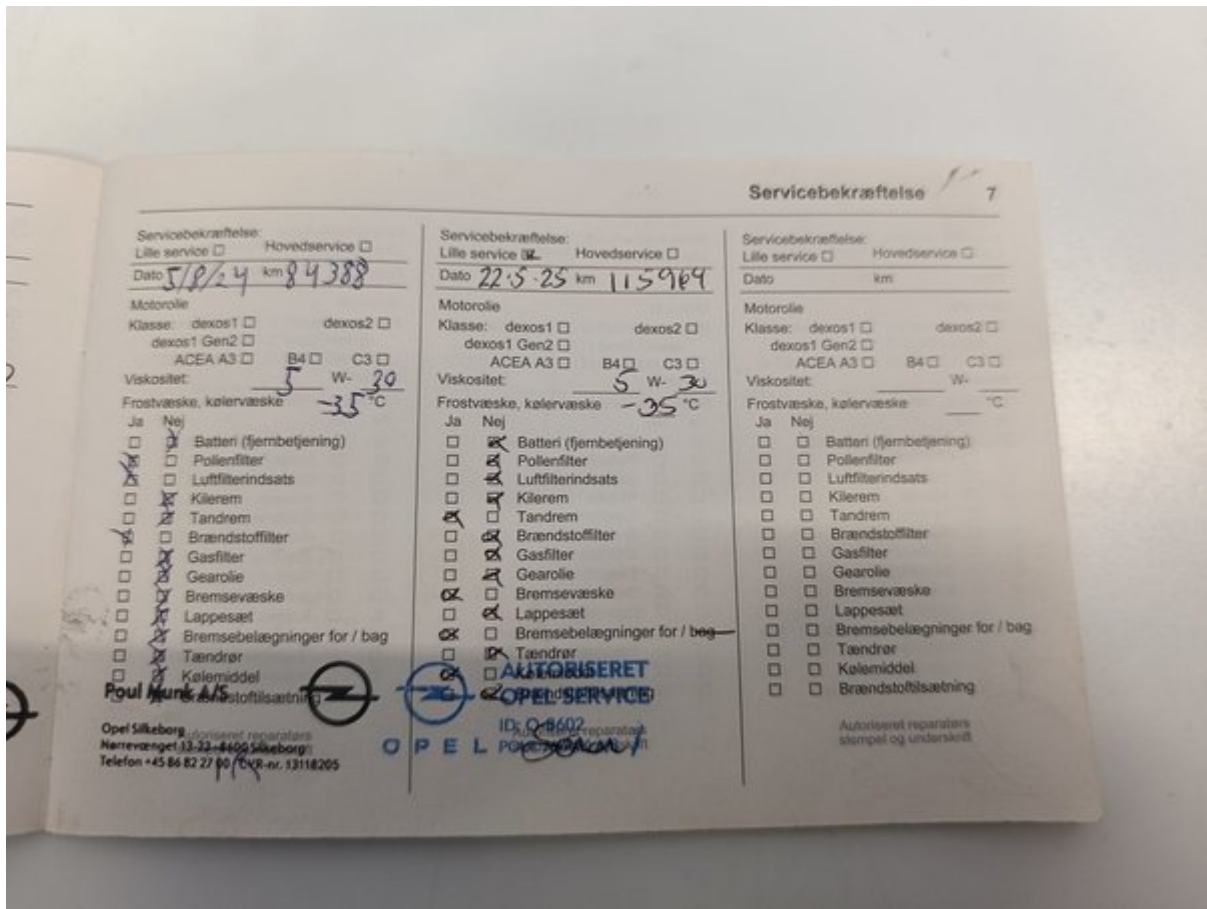 Servicebekræftelse 7
Servicebekræftelse:
Lille service ☐ Hovedservice ☐
Dato 5/8/24 km 84388
Motorolie
Klasse: dexos1 ☐ dexos2 ☐
dexos1 Gen2 ☐
ACEA A3 ☐ B4 ☐ C3 ☐
Viskositet: 5 W- 30
Frostvæske, kølervæske -35 °C
Ja Nej
☐ ☒ Batteri (fjernbetjening)
☒ ☐ Pollenfilter
☒ ☐ Luftfilterindsats
☐ ☒ Kilerem
☐ ☒ Tandrem
☒ ☐ Brændstoffilter
☐ ☒ Gasfilter
☐ ☒ Gearolie
☐ ☒ Bremsevæske
☐ ☒ Lappesæt
☐ ☒ Bremsebelægninger for / bag
☐ ☒ Tændrør
☐ ☒ Kølemiddel
☐ ☒ Brændstoftilsætning
Poul Munk A/S
Autoriseret reparatørs
Opel Silkeborg
Nørrevænget 13-23 - 8600 Silkeborg
Telefon +45 86 82 27 00 / CVR-nr. 13118205
Servicebekræftelse:
Lille service ☒ Hovedservice ☐
Dato 22-5-25 km 115969
Motorolie
Klasse: dexos1 ☐ dexos2 ☐
dexos1 Gen2 ☐
ACEA A3 ☐ B4 ☐ C3 ☐
Viskositet: 5 W- 30
Frostvæske, kølervæske -35 °C
Ja Nej
☐ ☒ Batteri (fjernbetjening)
☐ ☒ Pollenfilter
☐ ☒ Luftfilterindsats
☐ ☒ Kilerem
☒ ☐ Tandrem
☐ ☒ Brændstoffilter
☐ ☒ Gasfilter
☐ ☒ Gearolie
☒ ☐ Bremsevæske
☐ ☒ Lappesæt
☒ ☐ Bremsebelægninger for / bag
☐ ☒ Tændrør
☒ ☐ Kølemiddel
☐ ☒ Brændstoftilsætning
AUTORISERET
OPEL SERVICE
ID: O-8602
OPEL
Servicebekræftelse:
Lille service ☐ Hovedservice ☐
Dato km
Motorolie
Klasse: dexos1 ☐ dexos2 ☐
dexos1 Gen2 ☐
ACEA A3 ☐ B4 ☐ C3 ☐
Viskositet: W-
Frostvæske, kølervæske °C
Ja Nej
☐ ☐ Batteri (fjernbetjening)
☐ ☐ Pollenfilter
☐ ☐ Luftfilterindsats
☐ ☐ Kilerem
☐ ☐ Tandrem
☐ ☐ Brændstoffilter
☐ ☐ Gasfilter
☐ ☐ Gearolie
☐ ☐ Bremsevæske
☐ ☐ Lappesæt
☐ ☐ Bremsebelægninger for / bag
☐ ☐ Tændrør
☐ ☐ Kølemiddel
☐ ☐ Brændstoftilsætning
Autoriseret reparatørs
stempel og underskrift